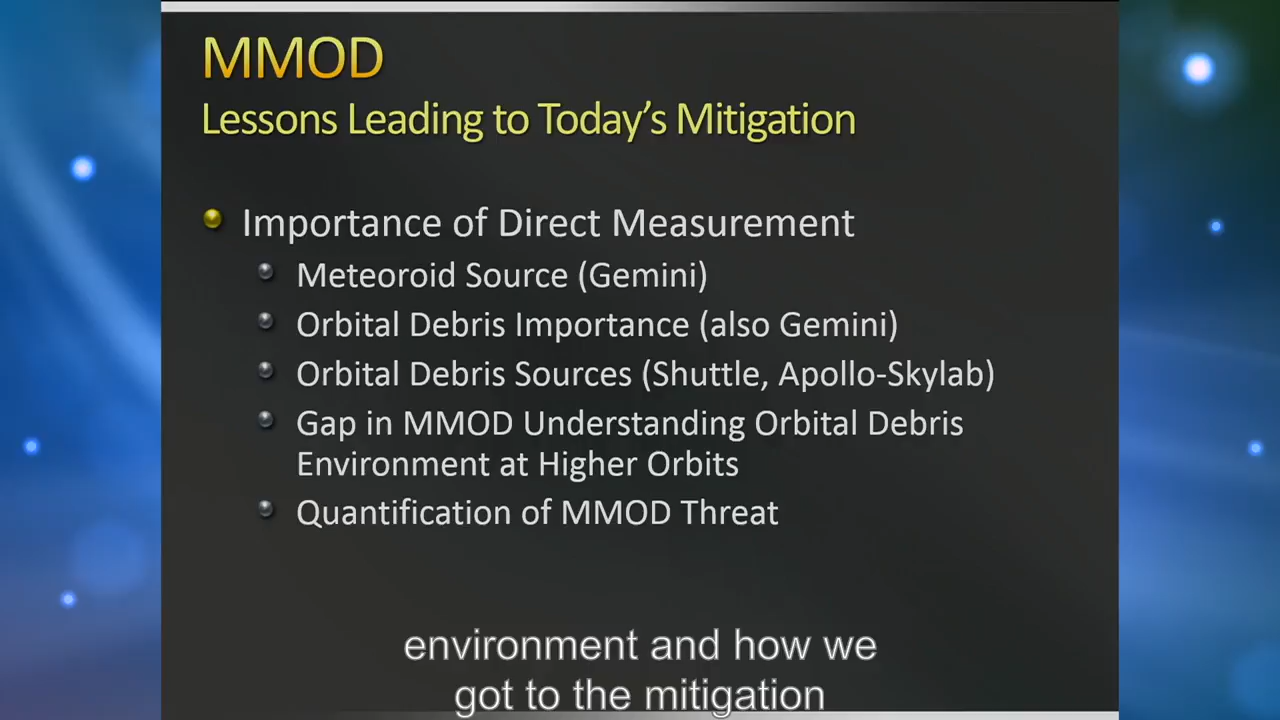 MMOD
Lessons Leading to Today's Mitigation
Importance of Direct Measurement
Meteoroid Source (Gemini)
Orbital Debris Importance (also Gemini)
Orbital Debris Sources (Shuttle, Apollo-Skylab)
Gap in MMOD Understanding Orbital Debris
Environment at Higher Orbits
Quantification of MMOD Threat
environment and how we
got to the mitigation